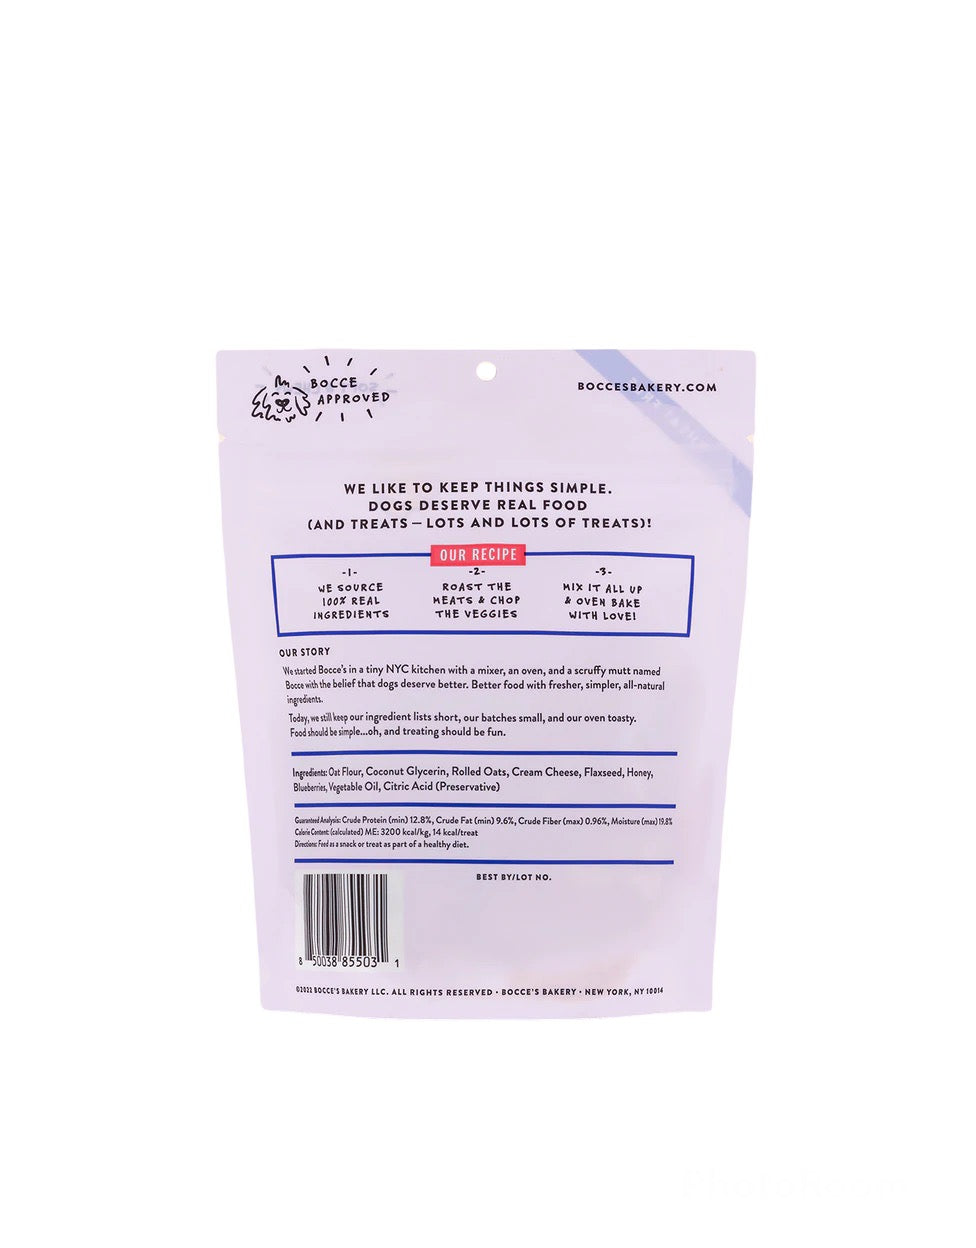 BOCCE
APPROVED
BOCCESBAKERY.COM
WE LIKE TO KEEP THINGS SIMPLE.
DOGS DESERVE REAL FOOD
(AND TREATS — LOTS AND LOTS OF TREATS)!
OUR RECIPE
-1-
WE SOURCE
100% REAL
INGREDIENTS
-2-
ROAST THE
MEATS & CHOP
THE VEGGIES
-3-
MIX IT ALL UP
& OVEN BAKE
WITH LOVE!
OUR STORY
We started Bocce's in a tiny NYC kitchen with a mixer, an oven, and a scruffy mutt named
Bocce with the belief that dogs deserve better. Better food with fresher, simpler, all-natural
ingredients.
Today, we still keep our ingredient lists short, our batches small, and our oven toasty.
Food should be simple...oh, and treating should be fun.
Ingredients: Oat Flour, Coconut Glycerin, Rolled Oats, Cream Cheese, Flaxseed, Honey,
Blueberries, Vegetable Oil, Citric Acid (Preservative)
Guaranteed Analysis: Crude Protein (min) 12.8%, Crude Fat (min) 9.6%, Crude Fiber (max) 0.96%, Moisture (max) 19.8%
Calorie Content: (calculated) ME: 3200 kcal/kg, 14 kcal/treat
Directions: Feed as a snack or treat as part of a healthy diet.
BEST BY/LOT NO.
8 50038 85503 1
©2022 BOCCE'S BAKERY LLC. ALL RIGHTS RESERVED • BOCCE'S BAKERY • NEW YORK, NY 10014